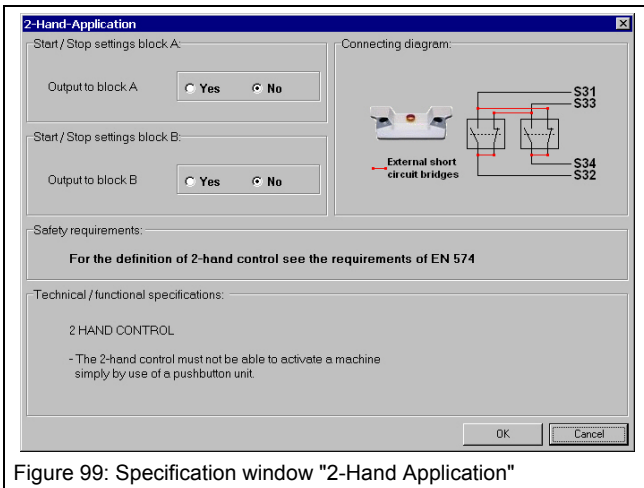 2-Hand-Application
Start / Stop settings block A:
Output to block A
Yes
No
Start / Stop settings block B:
Output to block B
Yes
No
Connecting diagram:
S31
S33
External short
circuit bridges
S34
S32
Safety requirements:
For the definition of 2-hand control see the requirements of EN 574
Technical / functional specifications:
2 HAND CONTROL
- The 2-hand control must not be able to activate a machine
simply by use of a pushbutton unit.
OK
Cancel
Figure 99: Specification window "2-Hand Application"